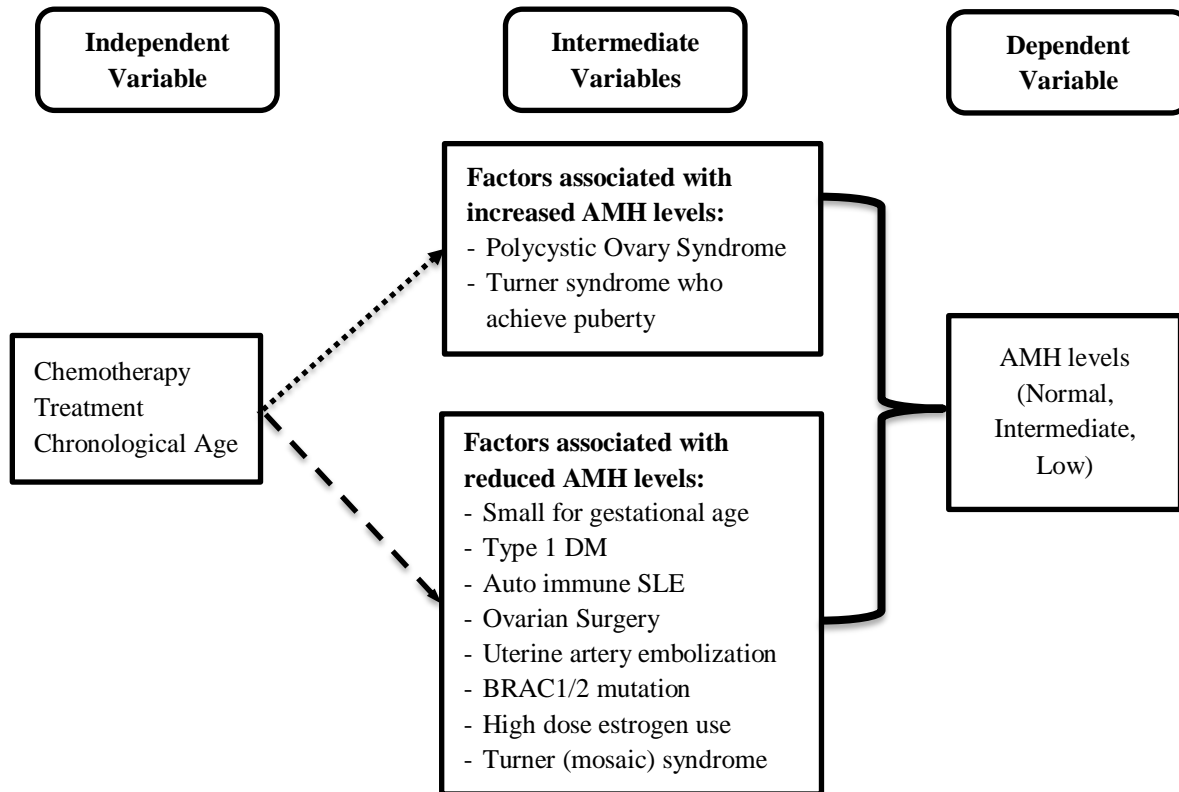 Independent
Variable
Intermediate
Variables
Dependent
Variable
Chemotherapy
Treatment
Chronological Age
Factors associated with
increased AMH levels:
- Polycystic Ovary Syndrome
- Turner syndrome who
achieve puberty
Factors associated with
reduced AMH levels:
- Small for gestational age
- Type 1 DM
- Auto immune SLE
- Ovarian Surgery
- Uterine artery embolization
- BRAC1/2 mutation
- High dose estrogen use
- Turner (mosaic) syndrome
AMH levels
(Normal,
Intermediate,
Low)